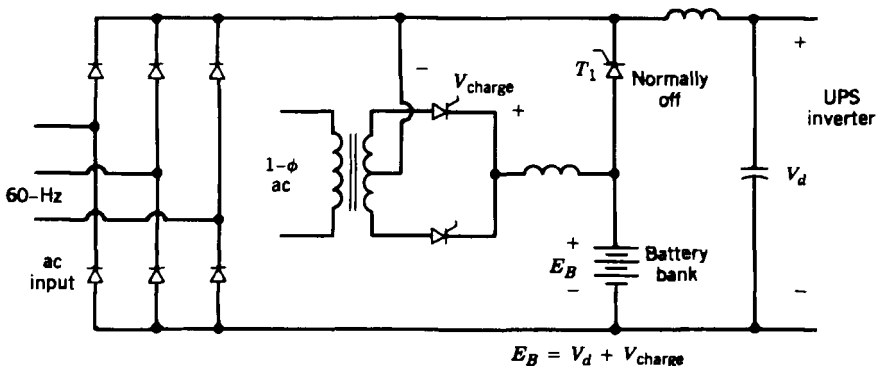 60-Hz
ac
input
1-ϕ
ac
−
V_charge
+
T_1
Normally
off
+
E_B
−
Battery
bank
+
UPS
inverter
V_d
−
E_B = V_d + V_charge